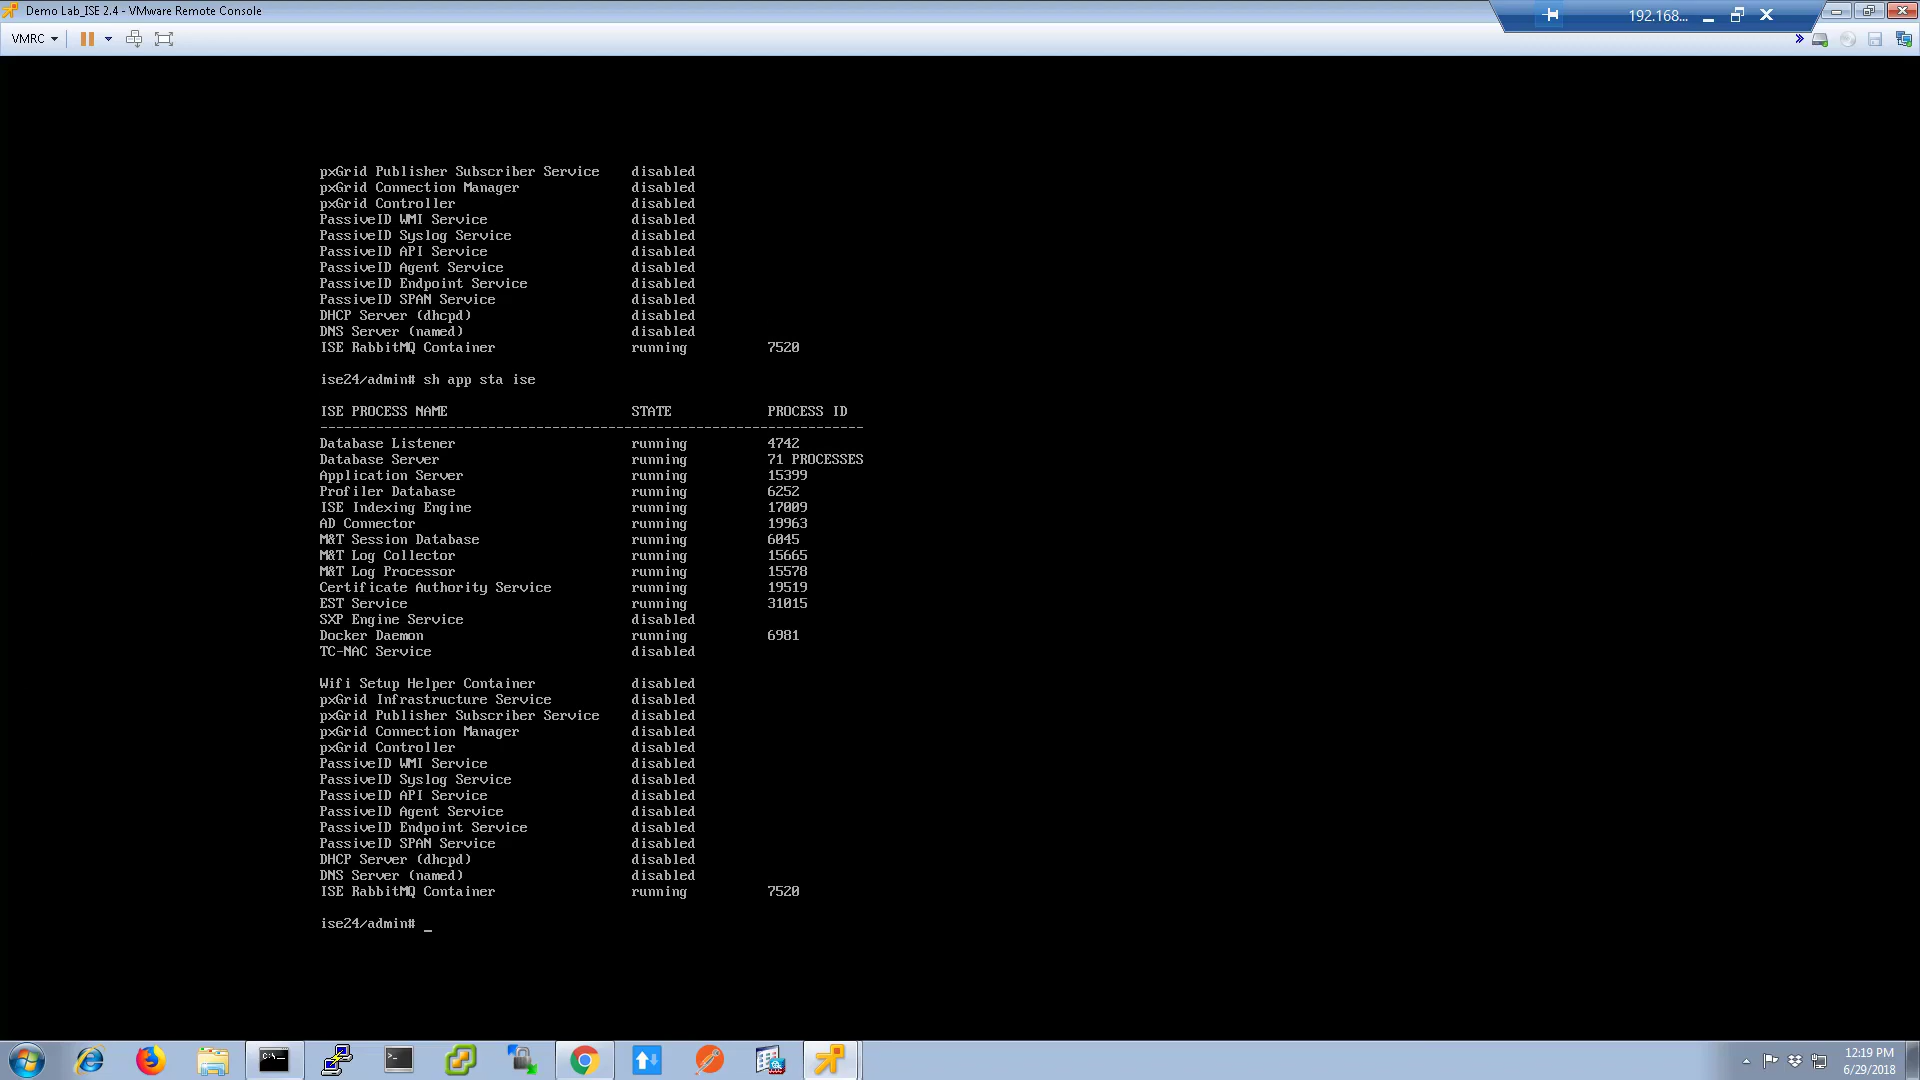 Demo Lab_ISE 2.4 - VMware Remote Console
192.168...
VMRC
pxGrid Publisher Subscriber Service disabled
pxGrid Connection Manager disabled
pxGrid Controller disabled
PassiveID WMI Service disabled
PassiveID Syslog Service disabled
PassiveID API Service disabled
PassiveID Agent Service disabled
PassiveID Endpoint Service disabled
PassiveID SPAN Service disabled
DHCP Server (dhcpd) disabled
DNS Server (named) disabled
ISE RabbitMQ Container running 7520
ise24/admin# sh app sta ise
ISE PROCESS NAME STATE PROCESS ID
--------------------------------------------------------------------
Database Listener running 4742
Database Server running 71 PROCESSES
Application Server running 15399
Profiler Database running 6252
ISE Indexing Engine running 17009
AD Connector running 19963
M&T Session Database running 6045
M&T Log Collector running 15665
M&T Log Processor running 15578
Certificate Authority Service running 19519
EST Service running 31015
SXP Engine Service disabled
Docker Daemon running 6981
TC-NAC Service disabled
Wifi Setup Helper Container disabled
pxGrid Infrastructure Service disabled
pxGrid Publisher Subscriber Service disabled
pxGrid Connection Manager disabled
pxGrid Controller disabled
PassiveID WMI Service disabled
PassiveID Syslog Service disabled
PassiveID API Service disabled
PassiveID Agent Service disabled
PassiveID Endpoint Service disabled
PassiveID SPAN Service disabled
DHCP Server (dhcpd) disabled
DNS Server (named) disabled
ISE RabbitMQ Container running 7520
ise24/admin# _
C:\_
>_
12:19 PM
6/29/2018